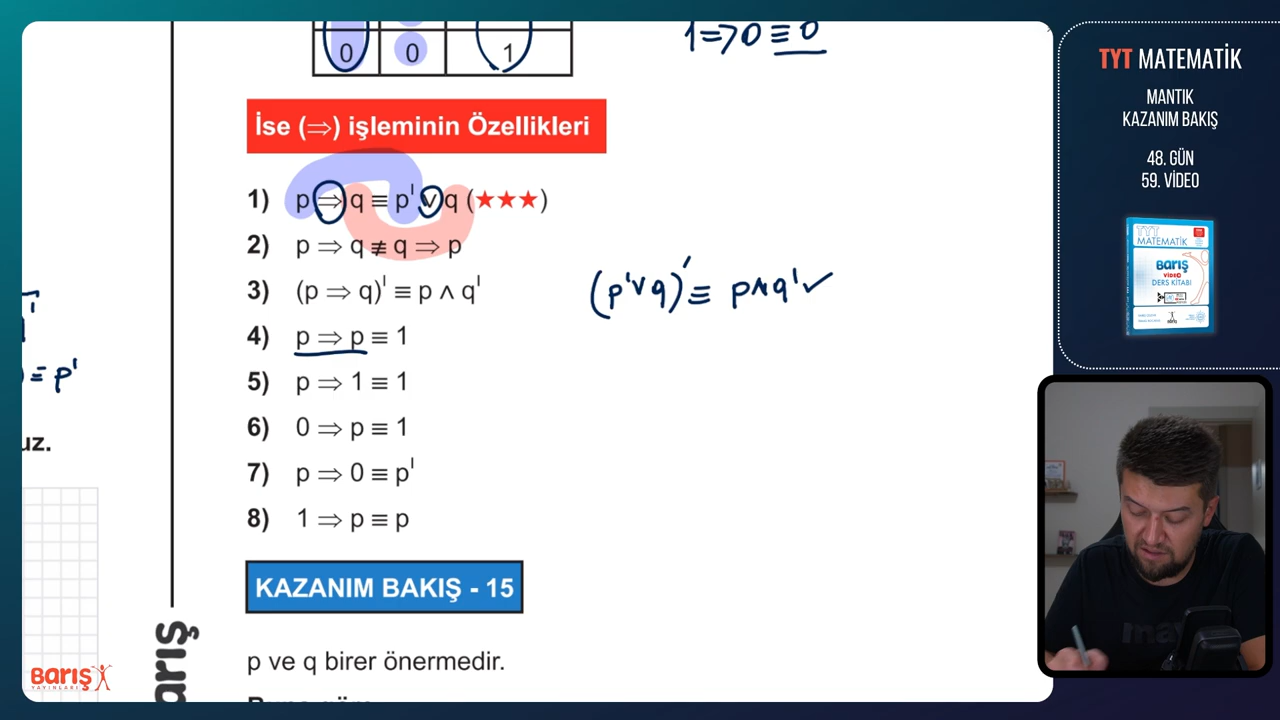 0 0 1
1⇒0 ≡ 0
İse (⇒) işleminin Özellikleri
1) p ⇒ q ≡ p' ∨ q (★★★)
2) p ⇒ q ≢ q ⇒ p
3) (p ⇒ q)' ≡ p ∧ q'
(p'∨q)' ≡ p∧q' ✓
4) p ⇒ p ≡ 1
5) p ⇒ 1 ≡ 1
6) 0 ⇒ p ≡ 1
7) p ⇒ 0 ≡ p'
8) 1 ⇒ p ≡ p
≡ p'
uz.
KAZANIM BAKIŞ - 15
p ve q birer önermedir.
arış
BARIŞ
YAYINLARI
TYT MATEMATİK
MANTIK
KAZANIM BAKIŞ
48. GÜN
59. VİDEO
TYT
MATEMATİK
BARIŞ
VİDEO
DERS KİTABI